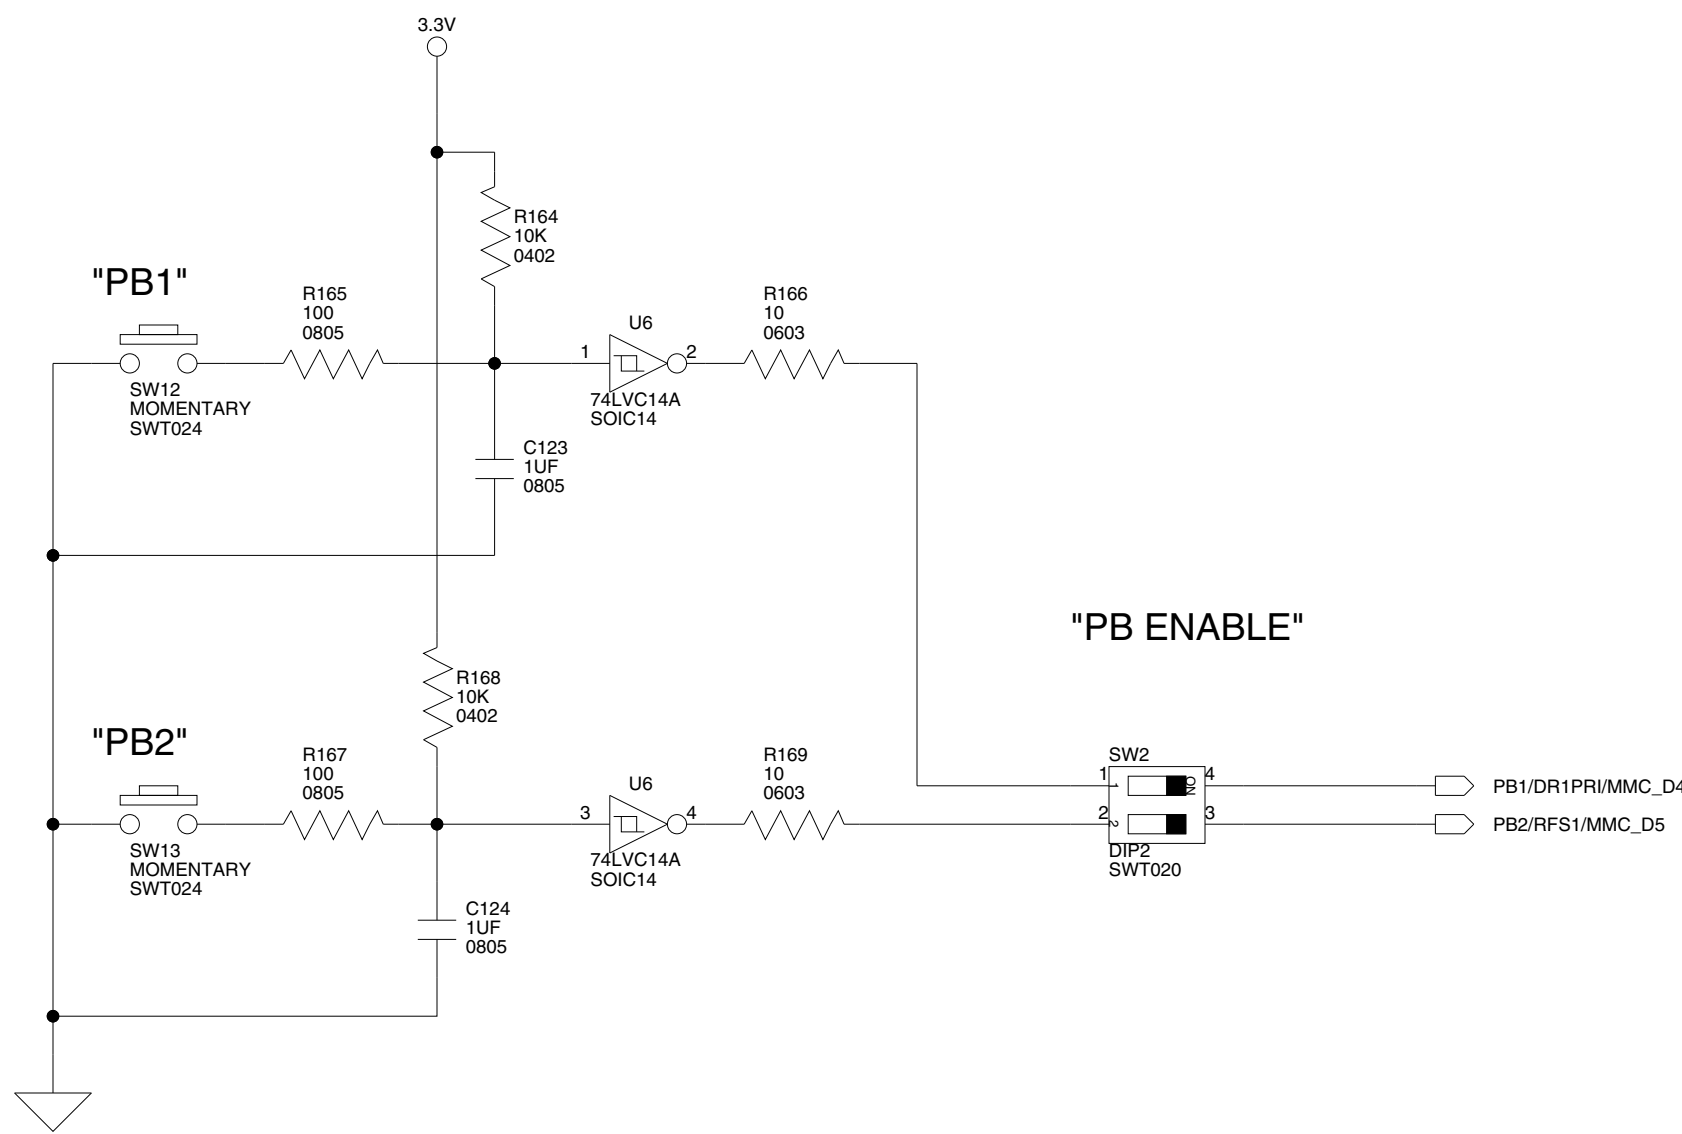 3.3V
R164
10K
0402
"PB1"
R165
100
0805
R166
10
0603
U6
1
2
SW12
MOMENTARY
SWT024
74LVC14A
SOIC14
C123
1UF
0805
"PB ENABLE"
R168
10K
0402
"PB2"
R167
100
0805
R169
10
0603
U6
3
4
SW13
MOMENTARY
SWT024
74LVC14A
SOIC14
C124
1UF
0805
SW2
1
1
ON
4
PB1/DR1PRI/MMC_D4
2
2
3
PB2/RFS1/MMC_D5
DIP2
SWT020